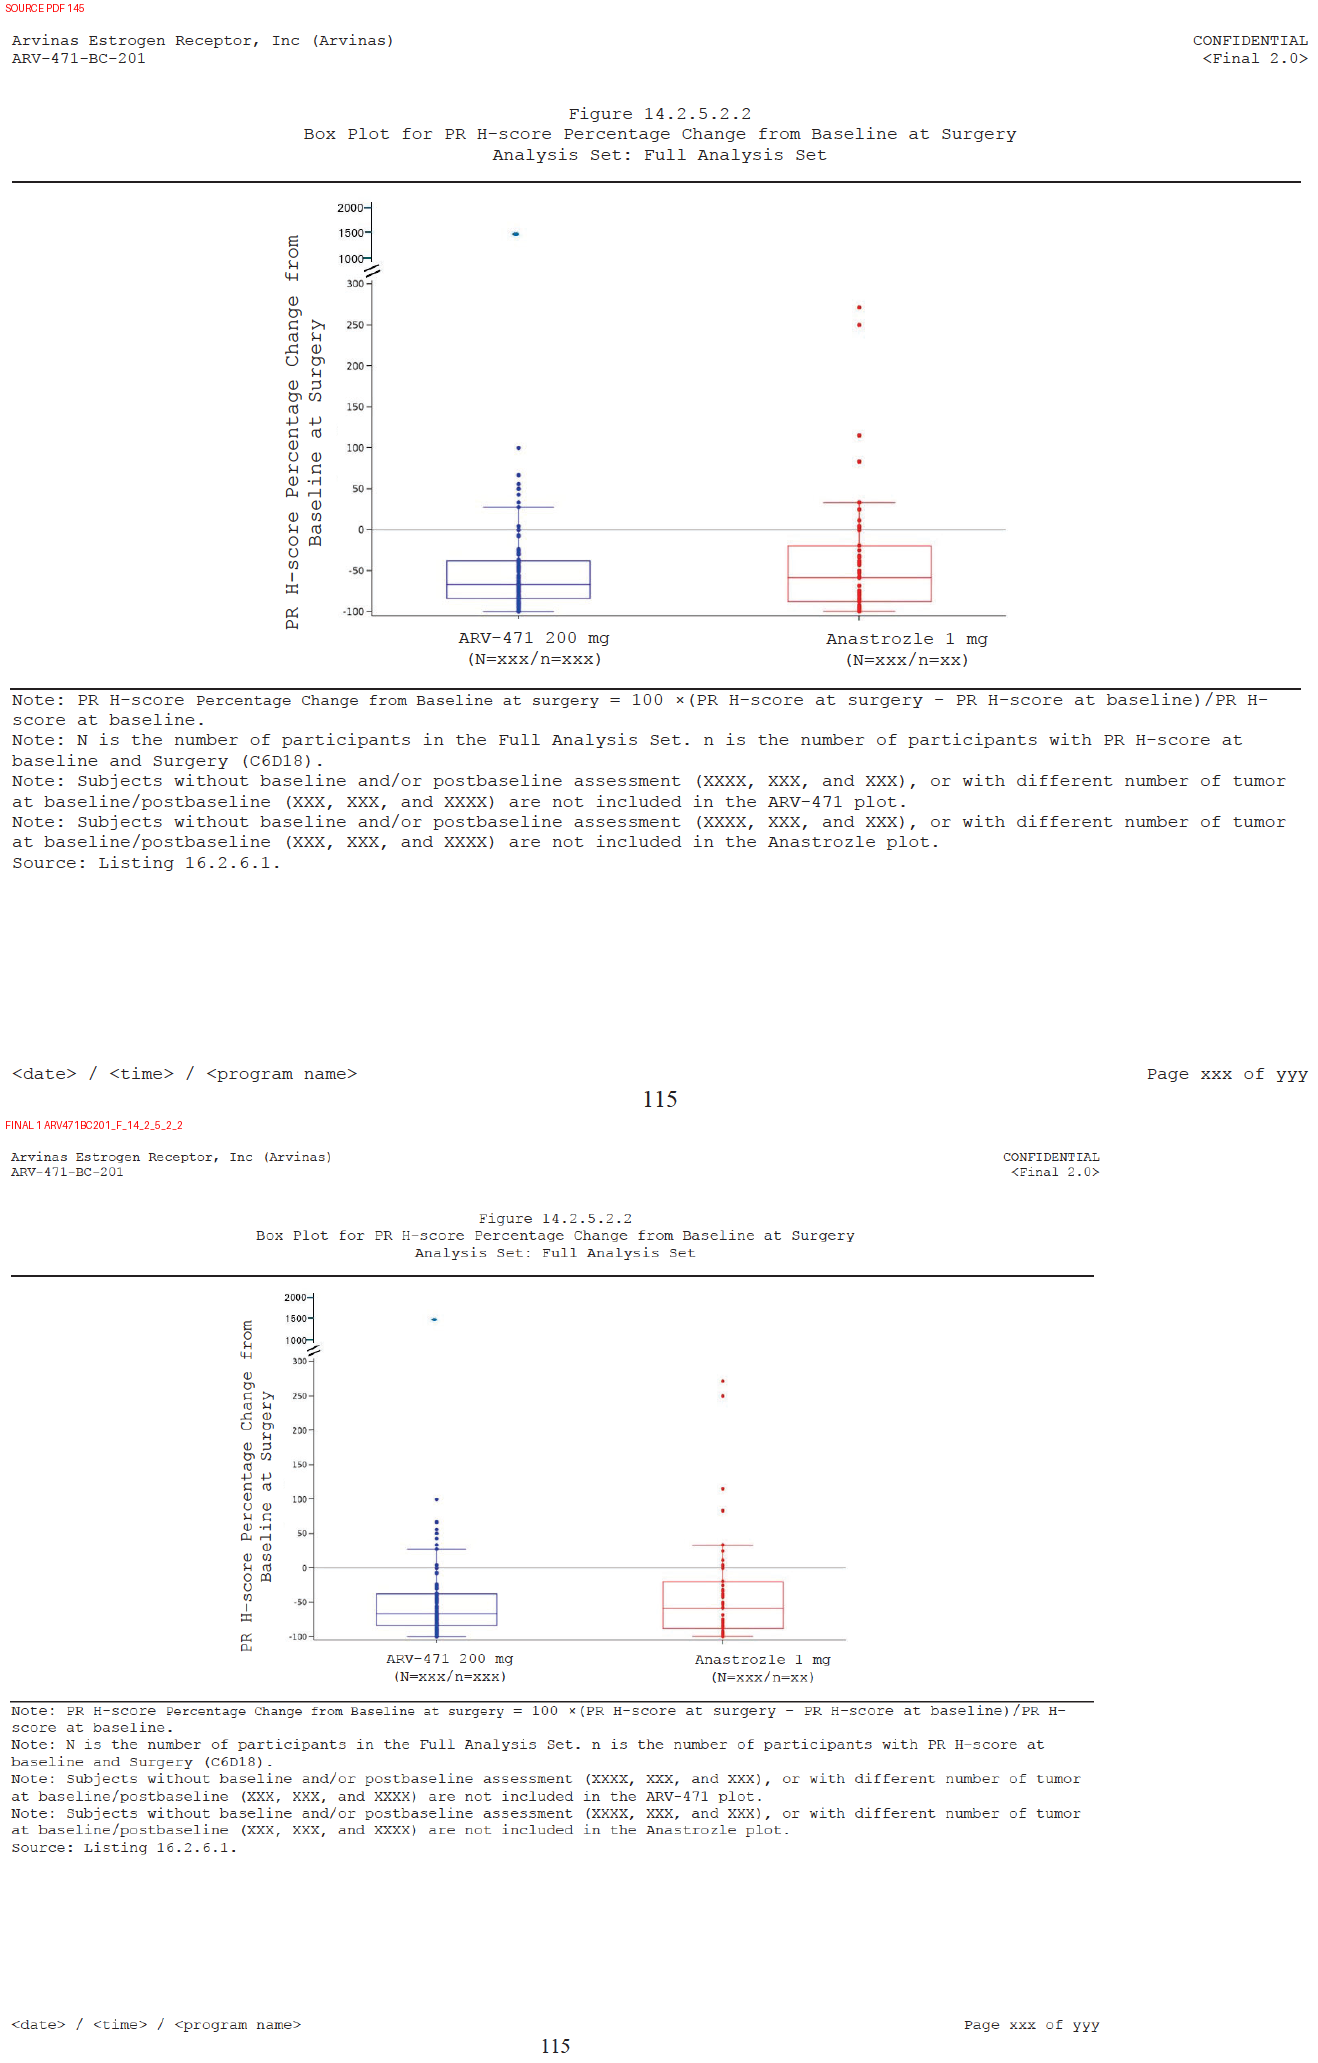 SOURCE PDF 145
Arvinas Estrogen Receptor, Inc (Arvinas) CONFIDENTIAL
ARV-471-BC-201 <Final 2.0>
Figure 14.2.5.2.2
Box Plot for PR H-score Percentage Change from Baseline at Surgery
Analysis Set: Full Analysis Set
PR H-score Percentage Change from
Baseline at Surgery
2000
1500
1000
300
250
200
150
100
50
0
-50
-100
ARV-471 200 mg Anastrozle 1 mg
(N=xxx/n=xxx) (N=xxx/n=xx)
Note: PR H-score Percentage Change from Baseline at surgery = 100 ×(PR H-score at surgery - PR H-score at baseline)/PR H-
score at baseline.
Note: N is the number of participants in the Full Analysis Set. n is the number of participants with PR H-score at
baseline and Surgery (C6D18).
Note: Subjects without baseline and/or postbaseline assessment (XXXX, XXX, and XXX), or with different number of tumor
at baseline/postbaseline (XXX, XXX, and XXXX) are not included in the ARV-471 plot.
Note: Subjects without baseline and/or postbaseline assessment (XXXX, XXX, and XXX), or with different number of tumor
at baseline/postbaseline (XXX, XXX, and XXXX) are not included in the Anastrozle plot.
Source: Listing 16.2.6.1.
<date> / <time> / <program name> Page xxx of yyy
115
FINAL 1 ARV471BC201_F_14_2_5_2_2
Arvinas Estrogen Receptor, Inc (Arvinas) CONFIDENTIAL
ARV-471-BC-201 <Final 2.0>
Figure 14.2.5.2.2
Box Plot for PR H-score Percentage Change from Baseline at Surgery
Analysis Set: Full Analysis Set
PR H-score Percentage Change from
Baseline at Surgery
2000
1500
1000
300
250
200
150
100
50
0
-50
-100
ARV-471 200 mg Anastrozle 1 mg
(N=xxx/n=xxx) (N=xxx/n=xx)
Note: PR H-score Percentage Change from Baseline at surgery = 100 ×(PR H-score at surgery - PR H-score at baseline)/PR H-
score at baseline.
Note: N is the number of participants in the Full Analysis Set. n is the number of participants with PR H-score at
baseline and Surgery (C6D18).
Note: Subjects without baseline and/or postbaseline assessment (XXXX, XXX, and XXX), or with different number of tumor
at baseline/postbaseline (XXX, XXX, and XXXX) are not included in the ARV-471 plot.
Note: Subjects without baseline and/or postbaseline assessment (XXXX, XXX, and XXX), or with different number of tumor
at baseline/postbaseline (XXX, XXX, and XXXX) are not included in the Anastrozle plot.
Source: Listing 16.2.6.1.
<date> / <time> / <program name> Page xxx of yyy
115